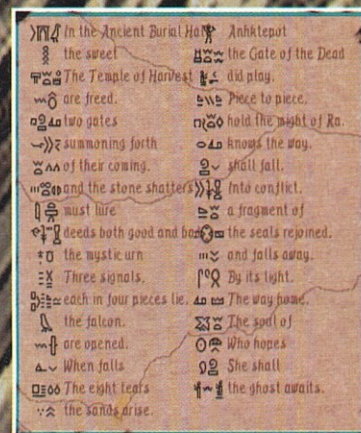 In the Ancient Burial Ha
the sweet
The Temple of Harvest
are freed.
two gates
summoning forth
of their coming.
and the stone shatters
must lure
deeds both good and ba
the mystic urn
Three signals.
each in four pieces lie.
the falcon.
are opened.
When falls
The eight tears
the sands arise.
Anhktepot
the Gate of the Dead
did play.
Piece to piece.
hold the might of Ra.
knows the way.
shall fall.
Into conflict.
a fragment of
the seals rejoined.
and falls away.
By its light.
The way home.
The soul of
Who hopes
She shall
the ghost awaits.